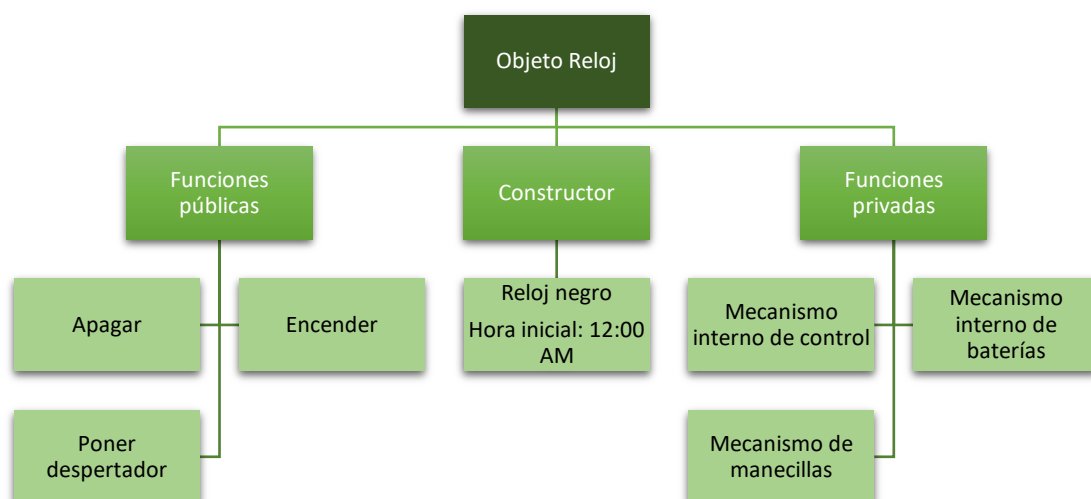 Objeto Reloj
Funciones
públicas
Constructor
Funciones
privadas
Apagar
Encender
Reloj negro
Hora inicial: 12:00
AM
Mecanismo
interno de control
Mecanismo
interno de
baterías
Poner
despertador
Mecanismo de
manecillas